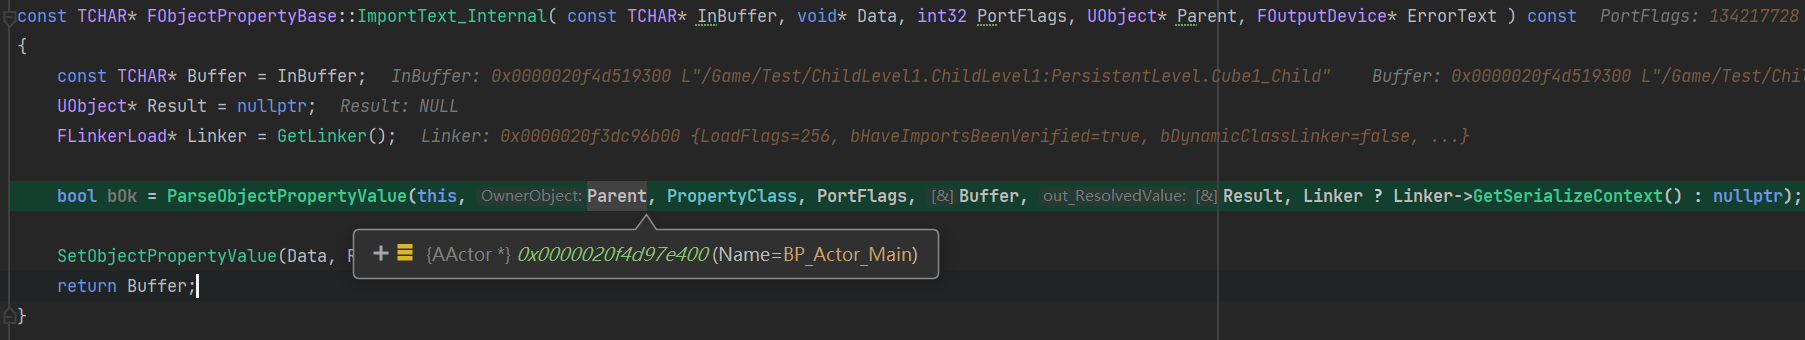 const TCHAR* FObjectPropertyBase::ImportText_Internal( const TCHAR* InBuffer, void* Data, int32 PortFlags, UObject* Parent, FOutputDevice* ErrorText ) const PortFlags: 134217728
{
const TCHAR* Buffer = InBuffer; InBuffer: 0x0000020f4d519300 L"/Game/Test/ChildLevel1.ChildLevel1:PersistentLevel.Cube1_Child" Buffer: 0x0000020f4d519300 L"/Game/Test/Chil
UObject* Result = nullptr; Result: NULL
FLinkerLoad* Linker = GetLinker(); Linker: 0x0000020f3dc96b00 {LoadFlags=256, bHaveImportsBeenVerified=true, bDynamicClassLinker=false, ...}
bool bOk = ParseObjectPropertyValue(this, OwnerObject: Parent, PropertyClass, PortFlags, [&] Buffer, out_ResolvedValue: [&] Result, Linker ? Linker->GetSerializeContext() : nullptr);
SetObjectPropertyValue(Data, R
{AActor *} 0x0000020f4d97e400 (Name=BP_Actor_Main)
return Buffer;
}